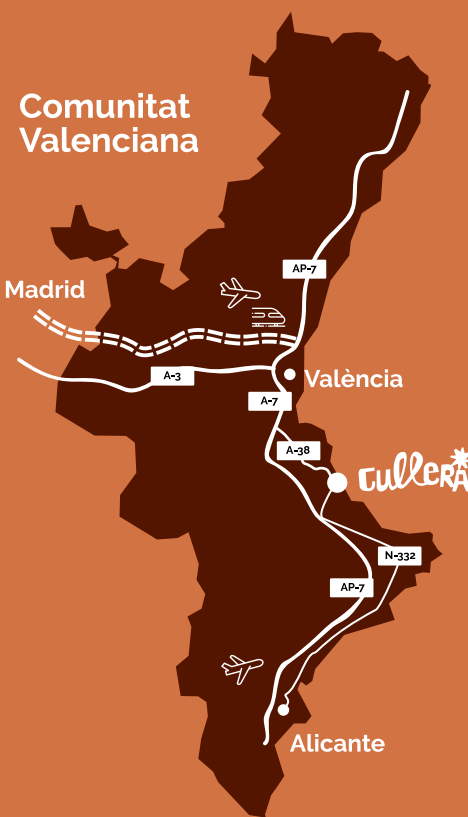 Comunitat
Valenciana
AP-7
Madrid
A-3
València
A-7
A-38
cullera
N-332
AP-7
Alicante